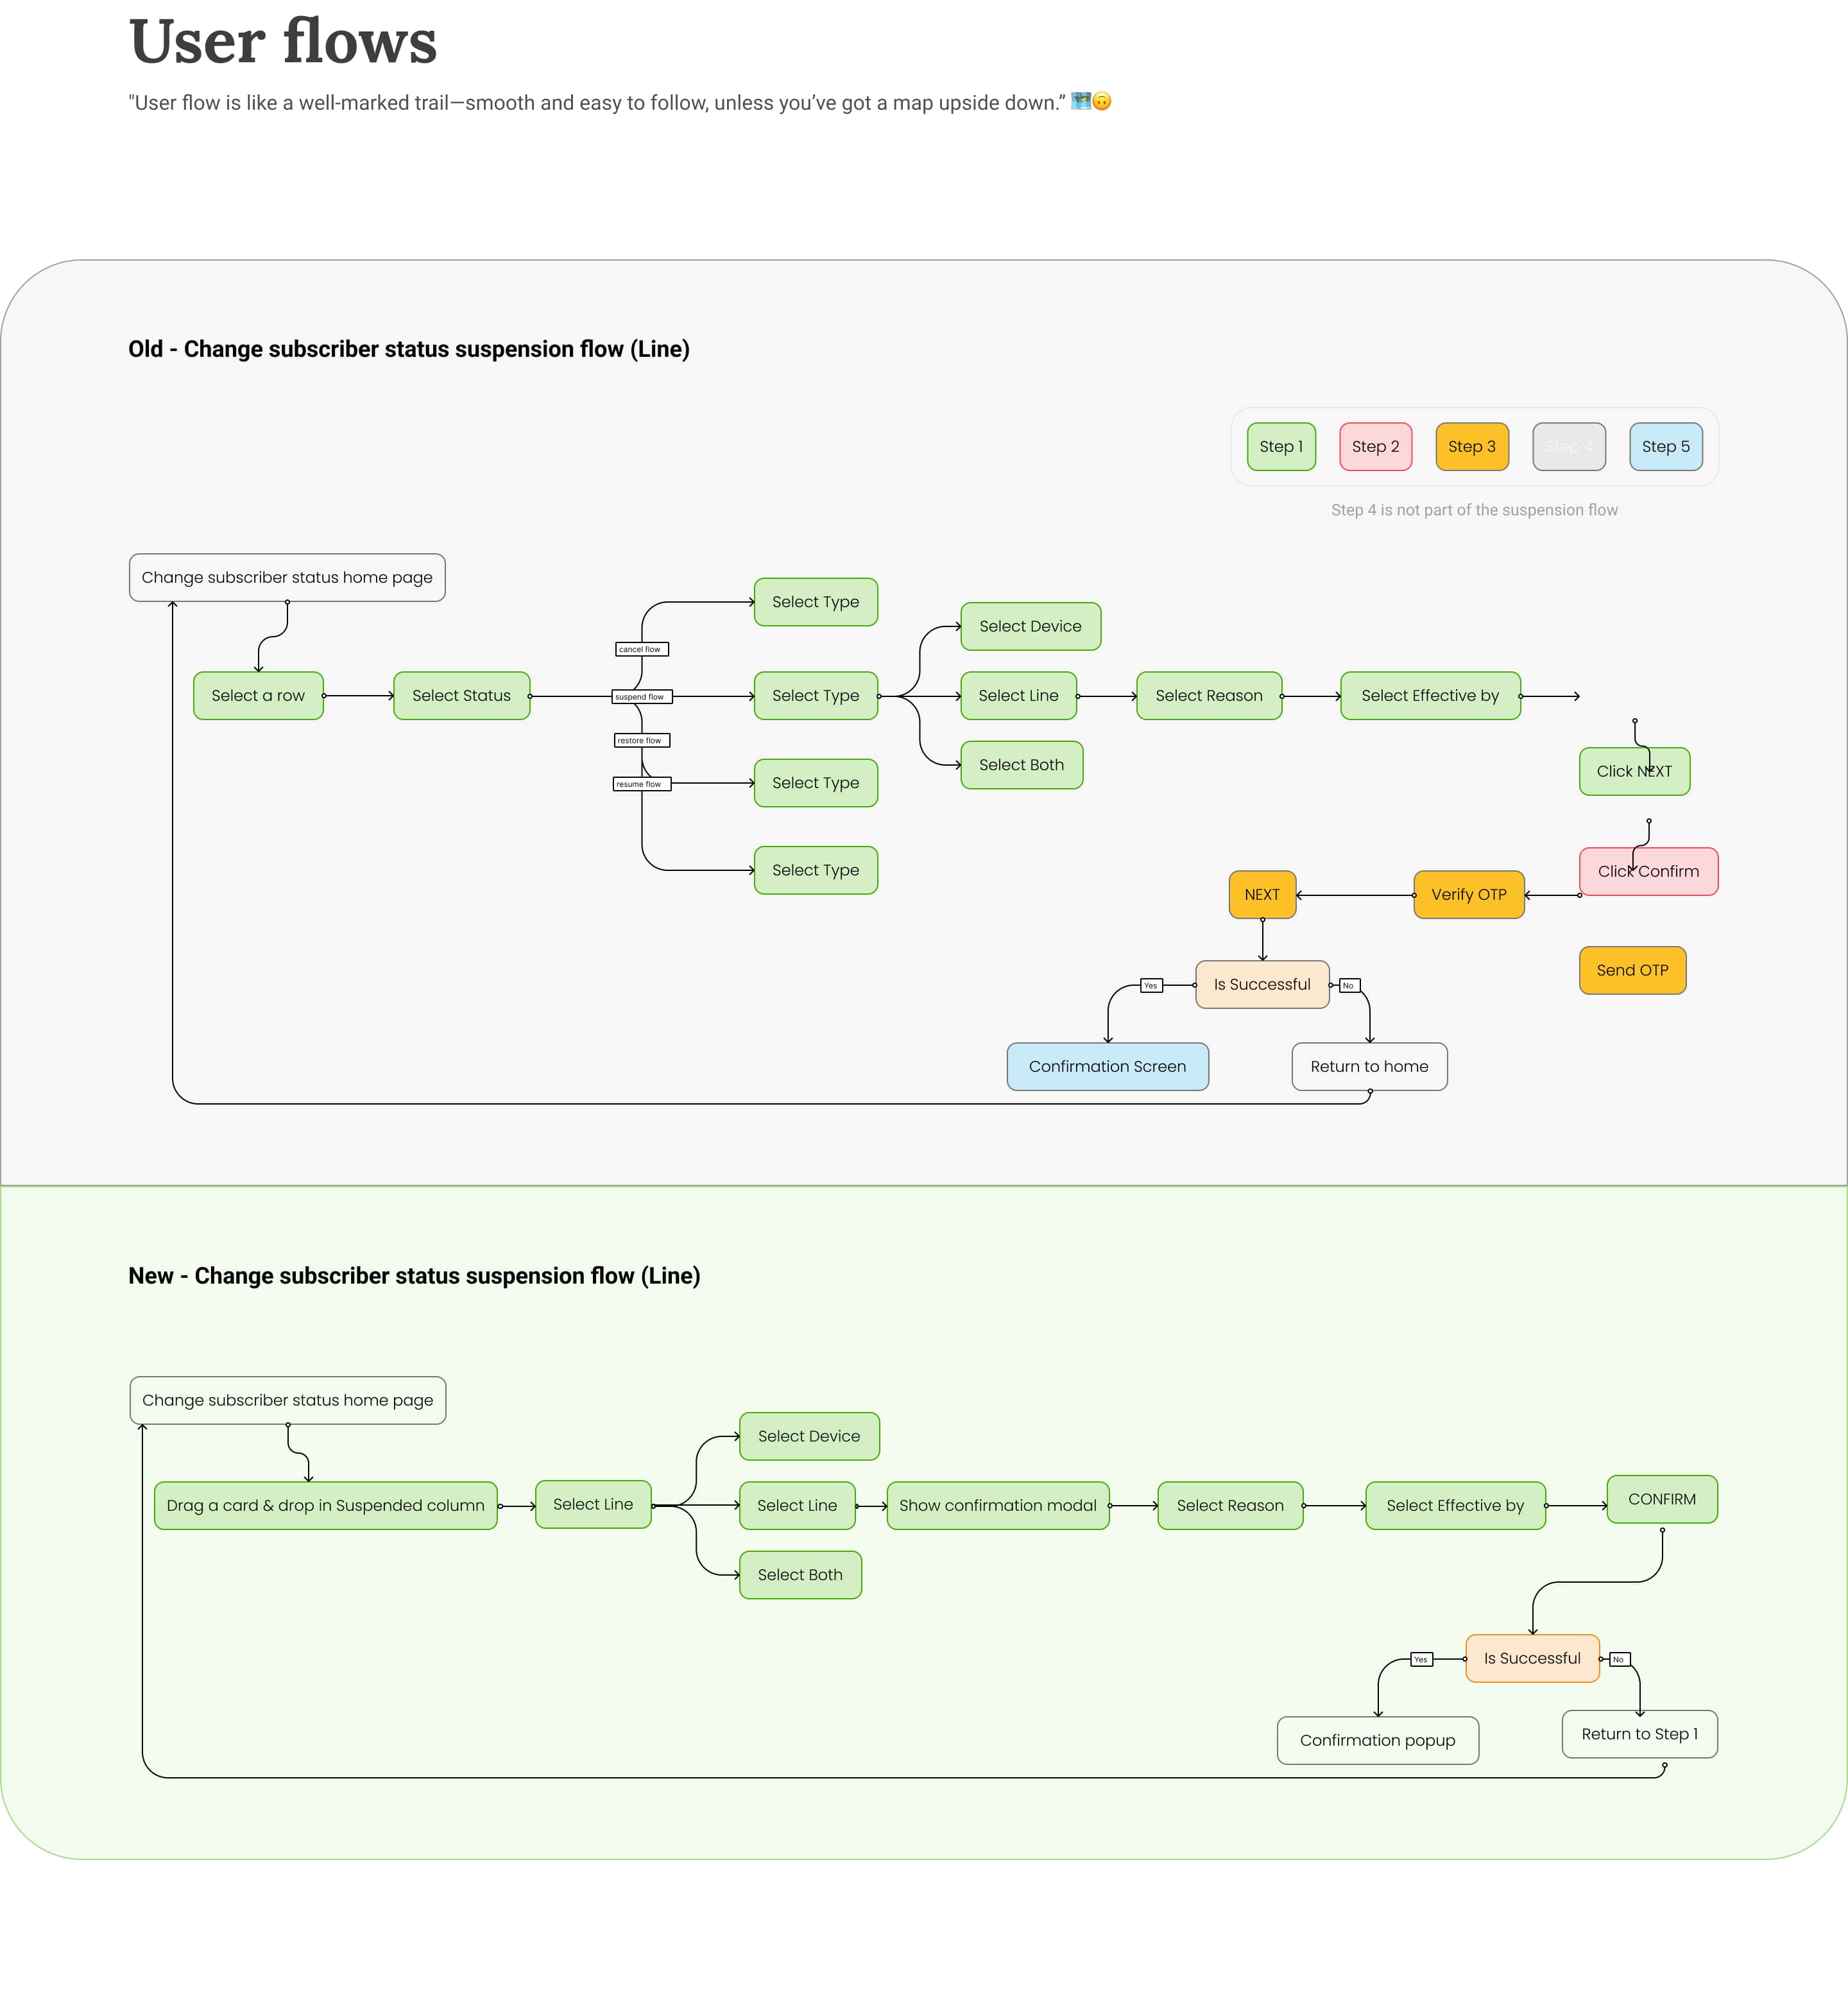 User flows
"User flow is like a well-marked trail—smooth and easy to follow, unless you’ve got a map upside down.” 🗺️🙃
Old - Change subscriber status suspension flow (Line)
Step 1
Step 2
Step 3
Step 4
Step 5
Step 4 is not part of the suspension flow
Change subscriber status home page
Select a row
Select Status
cancel flow
suspend flow
restore flow
resume flow
Select Type
Select Type
Select Type
Select Type
Select Device
Select Line
Select Both
Select Reason
Select Effective by
Click NEXT
Click Confirm
Send OTP
Verify OTP
NEXT
Is Successful
Yes
No
Confirmation Screen
Return to home
New - Change subscriber status suspension flow (Line)
Change subscriber status home page
Drag a card & drop in Suspended column
Select Line
Select Device
Select Line
Select Both
Show confirmation modal
Select Reason
Select Effective by
CONFIRM
Is Successful
Yes
No
Confirmation popup
Return to Step 1